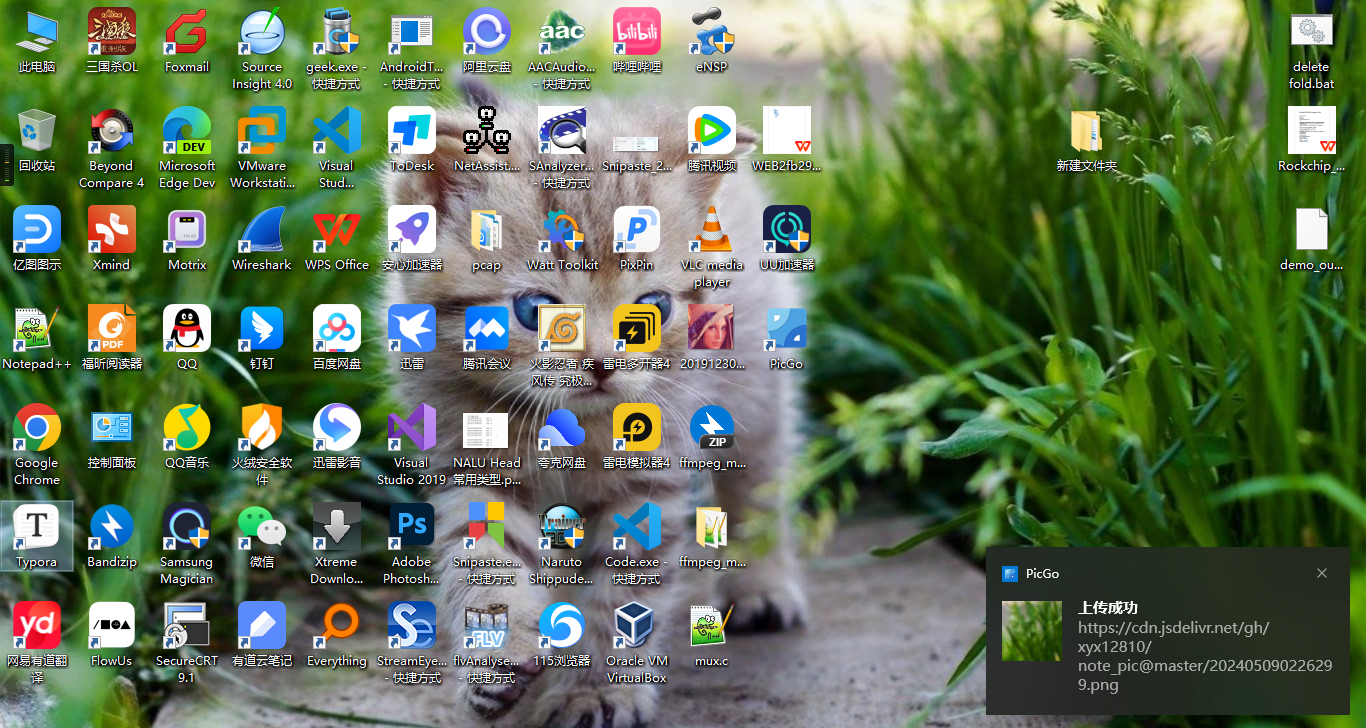 此电脑
三国杀OL
Foxmail
Source
Insight 4.0
geek.exe -
快捷方式
AndroidT...
- 快捷方式
阿里云盘
AACAudio...
- 快捷方式
哔哩哔哩
eNSP
delete
fold.bat
回收站
Beyond
Compare 4
DEV
Microsoft
Edge Dev
VMware
Workstati...
Visual
Stud...
ToDesk
NetAssist....
SAnalyzer...
- 快捷方式
Snipaste_2...
腾讯视频
WEB2fb29...
新建文件夹
Rockchip_...
亿图图示
Xmind
Motrix
Wireshark
WPS Office
安心加速器
pcap
Watt Toolkit
PixPin
VLC media
player
UU加速器
demo_ou...
Notepad++
PDF
福昕阅读器
QQ
钉钉
百度网盘
迅雷
腾讯会议
火影忍者 疾
风传 究极...
雷电多开器4
20191230...
PicGo
Google
Chrome
控制面板
QQ音乐
火绒安全软
件
迅雷影音
Visual
Studio 2019
NALU Head
常用类型.p...
夸克网盘
雷电模拟器4
ZIP
ffmpeg_m...
T
Typora
Bandizip
Samsung
Magician
微信
Xtreme
Downlo...
Ps
Adobe
Photosh...
Snipaste.e...
- 快捷方式
Naruto
Shippude...
Code.exe -
快捷方式
ffmpeg_m...
yd
网易有道翻
译
FlowUs
SecureCRT
9.1
有道云笔记
Everything
StreamEye...
- 快捷方式
FLV
flvAnalyse...
- 快捷方式
115浏览器
Oracle VM
VirtualBox
mux.c
PicGo
上传成功
https://cdn.jsdelivr.net/gh/
xyx12810/
note_pic@master/20240509022629
9.png